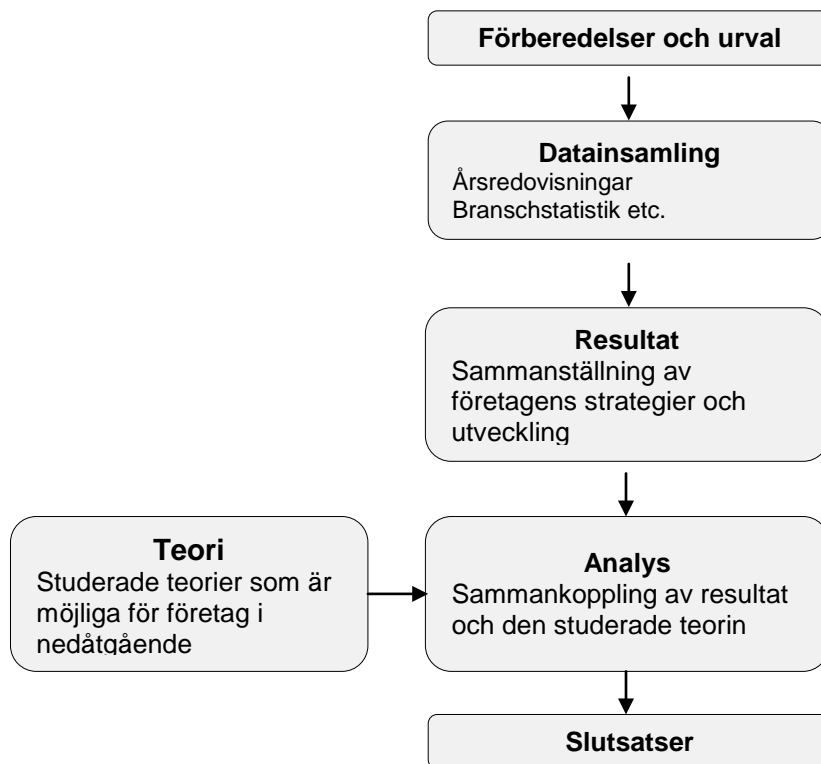 Förberedelser och urval
Datainsamling
Årsredovisningar
Branschstatistik etc.
Resultat
Sammanställning av
företagens strategier och
utveckling
Teori
Studerade teorier som är
möjliga för företag i
nedåtgående
Analys
Sammankoppling av resultat
och den studerade teorin
Slutsatser